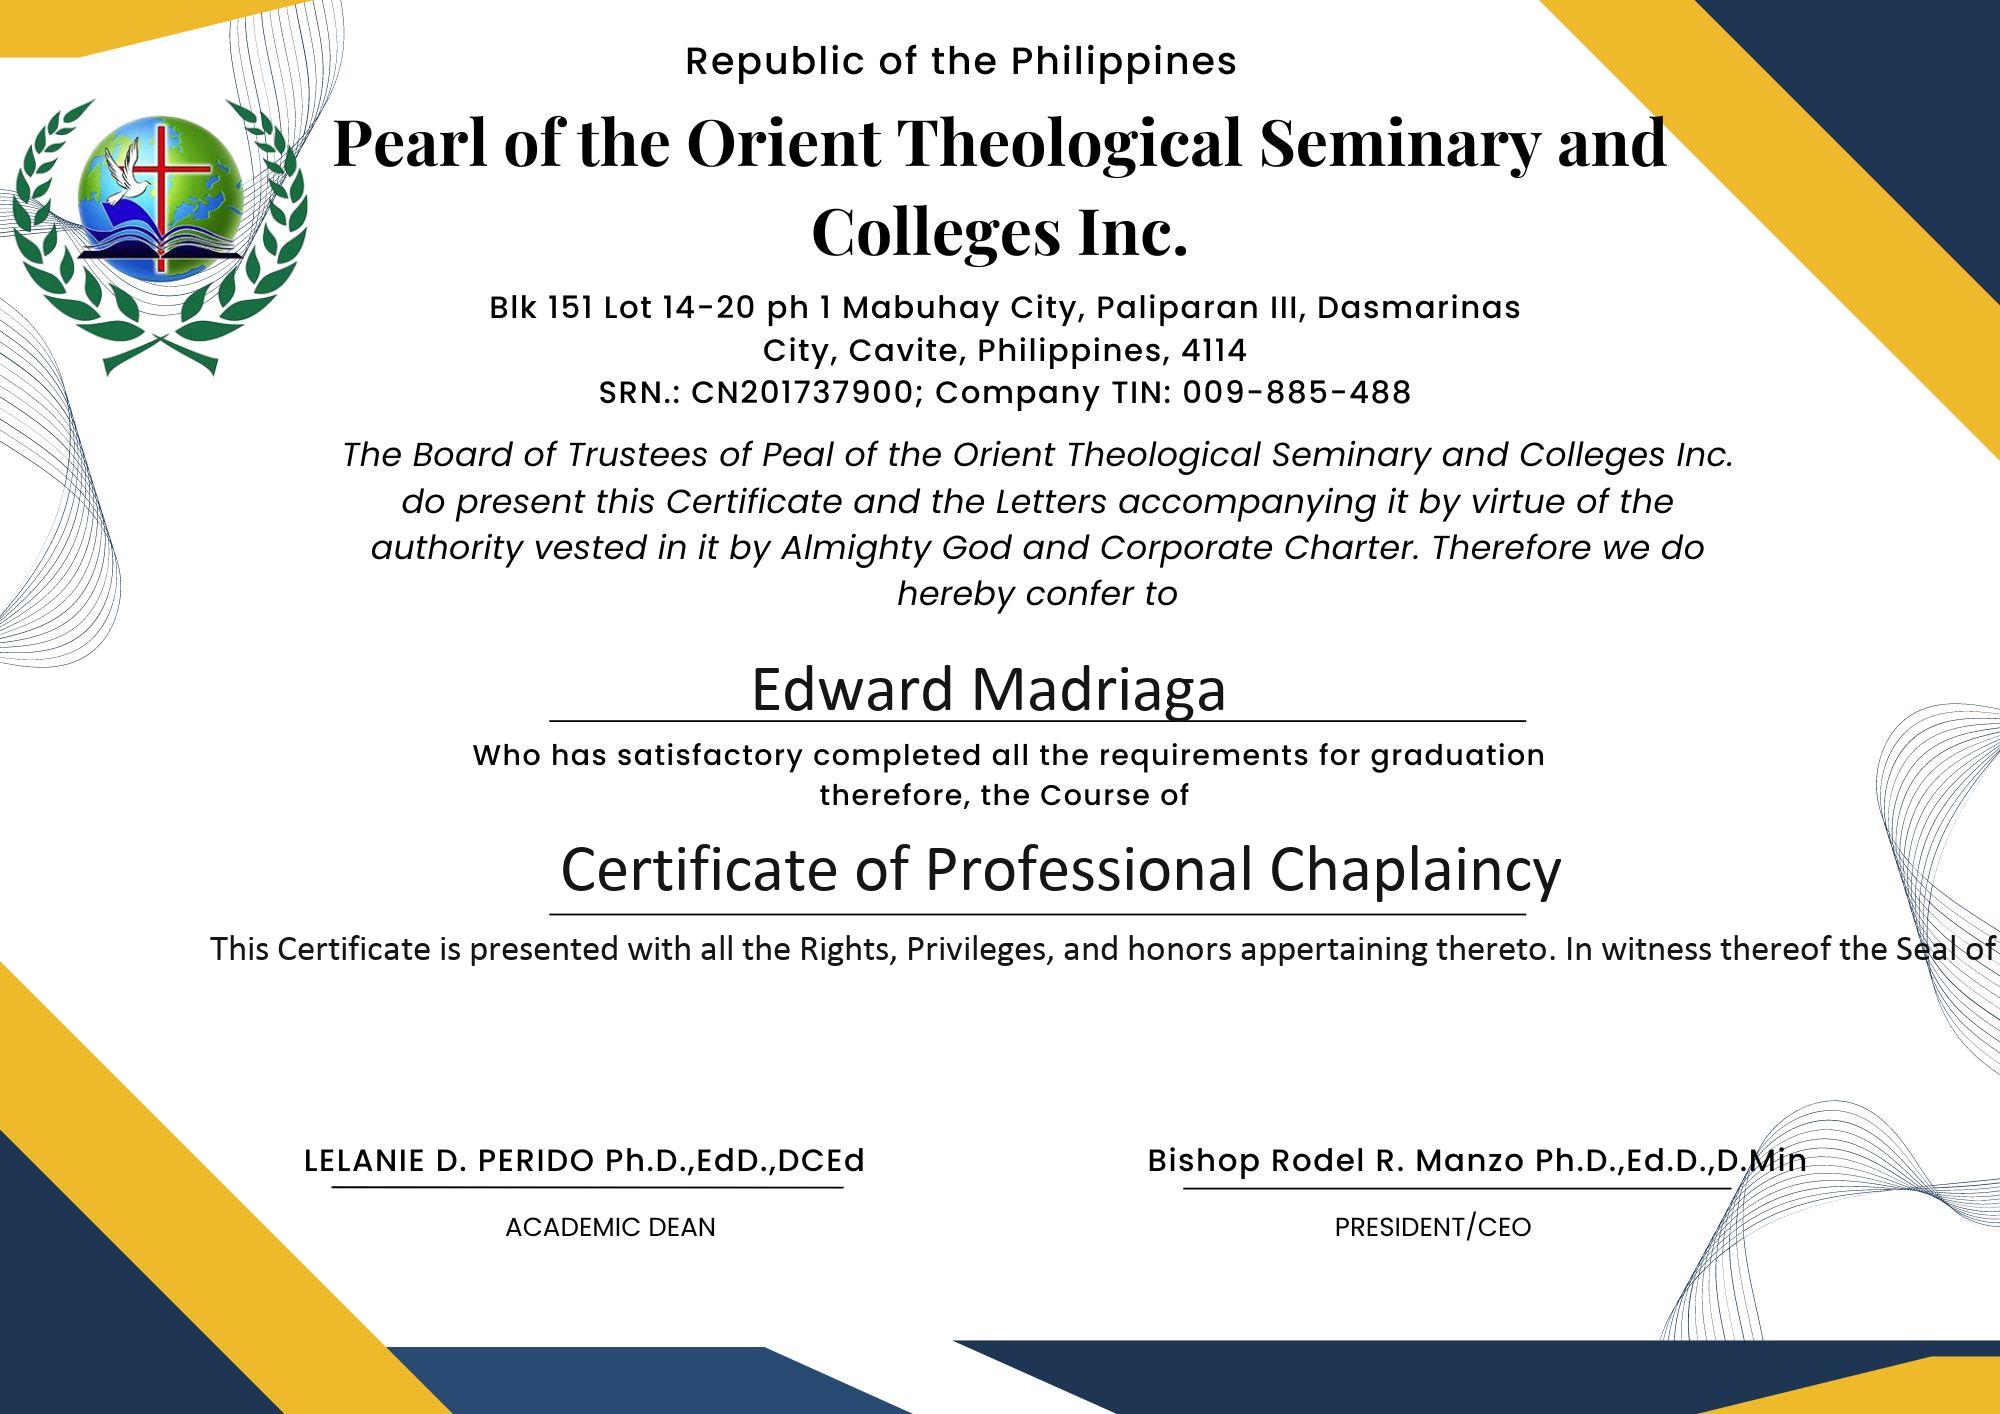 Republic of the Philippines
Pearl of the Orient Theological Seminary and
Colleges Inc.
Blk 151 Lot 14-20 ph 1 Mabuhay City, Paliparan III, Dasmarinas
City, Cavite, Philippines, 4114
SRN.: CN201737900; Company TIN: 009-885-488
The Board of Trustees of Peal of the Orient Theological Seminary and Colleges Inc.
do present this Certificate and the Letters accompanying it by virtue of the
authority vested in it by Almighty God and Corporate Charter. Therefore we do
hereby confer to
Edward Madriaga
Who has satisfactory completed all the requirements for graduation
therefore, the Course of
Certificate of Professional Chaplaincy
This Certificate is presented with all the Rights, Privileges, and honors appertaining thereto. In witness thereof the Seal of
LELANIE D. PERIDO Ph.D.,EdD.,DCEd
Bishop Rodel R. Manzo Ph.D.,Ed.D.,D.Min
ACADEMIC DEAN
PRESIDENT/CEO